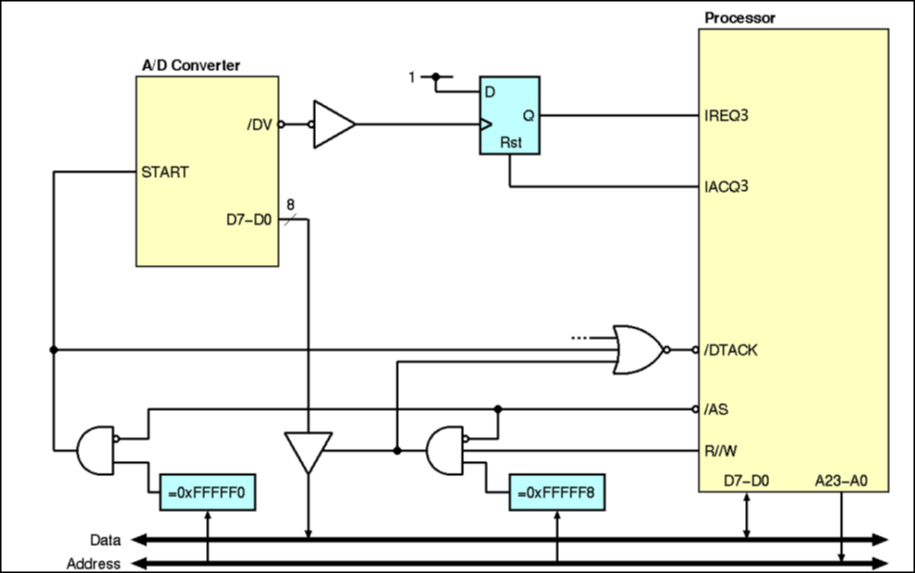 Processor
A/D Converter
1
D
/DV
Q
IREQ3
Rst
START
IACQ3
8
D7-D0
/DTACK
/AS
R//W
D7-D0 A23-A0
=0xFFFFF0
=0xFFFFF8
Data
Address